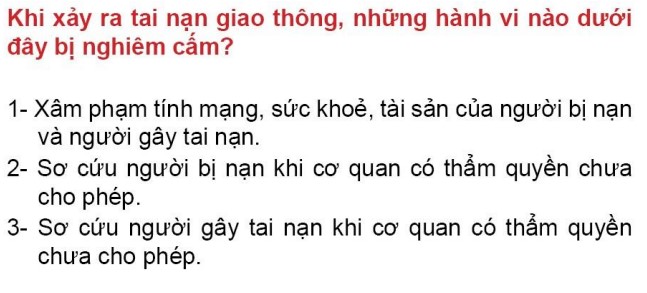 Khi xảy ra tai nạn giao thông, những hành vi nào dưới
đây bị nghiêm cấm?
1- Xâm phạm tính mạng, sức khoẻ, tài sản của người bị nạn
và người gây tai nạn.
2- Sơ cứu người bị nạn khi cơ quan có thẩm quyền chưa
cho phép.
3- Sơ cứu người gây tai nạn khi cơ quan có thẩm quyền
chưa cho phép.